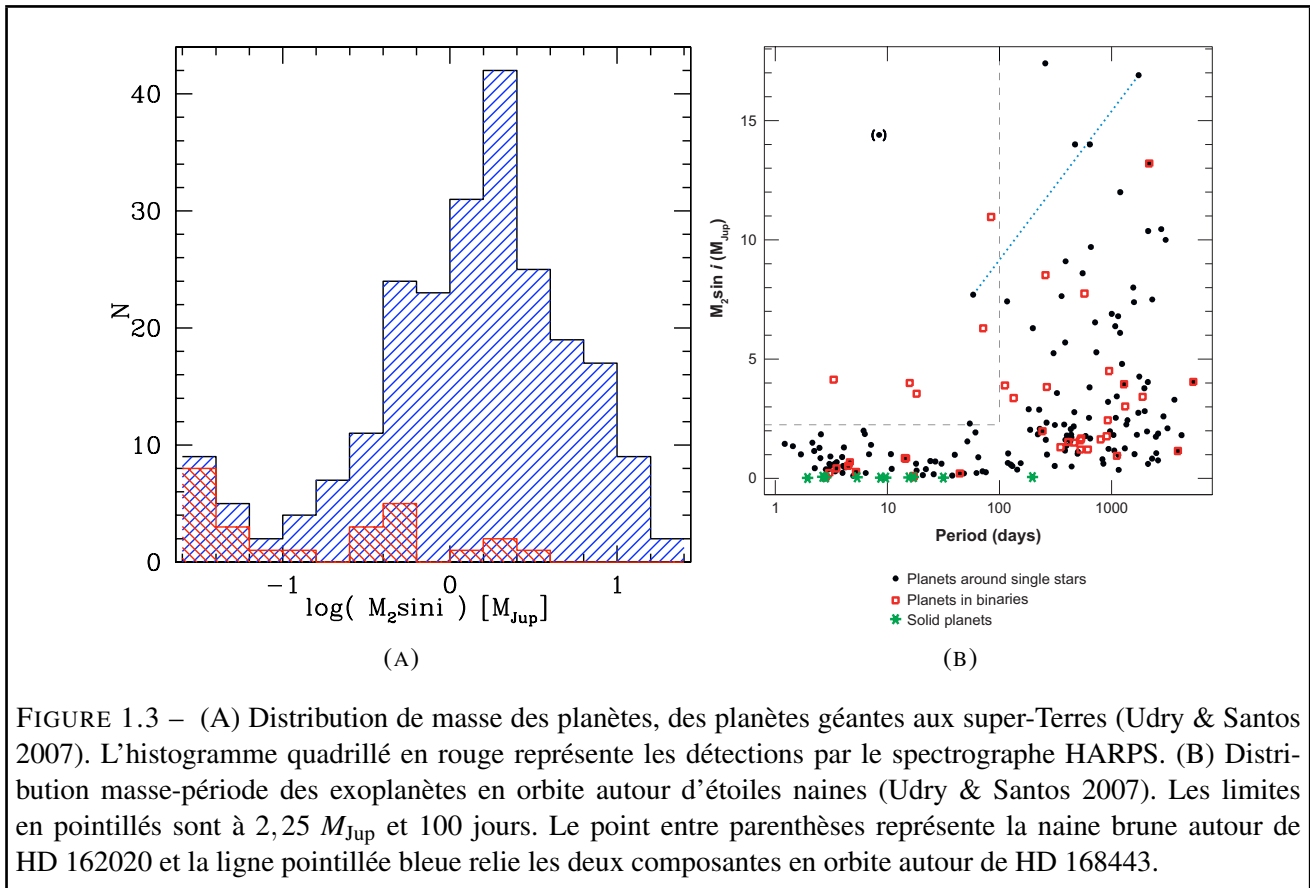 40
30
20
10
0
N
−1
0
1
log( M₂sini ) [M_Jup]
(A)
15
10
5
0
M₂sin i (M_Jup)
( )
1
10
100
1000
Period (days)
Planets around single stars
Planets in binaries
Solid planets
(B)
FIGURE 1.3 – (A) Distribution de masse des planètes, des planètes géantes aux super-Terres (Udry & Santos
2007). L'histogramme quadrillé en rouge représente les détections par le spectrographe HARPS. (B) Distri-
bution masse-période des exoplanètes en orbite autour d'étoiles naines (Udry & Santos 2007). Les limites
en pointillés sont à 2,25 M_Jup et 100 jours. Le point entre parenthèses représente la naine brune autour de
HD 162020 et la ligne pointillée bleue relie les deux composantes en orbite autour de HD 168443.